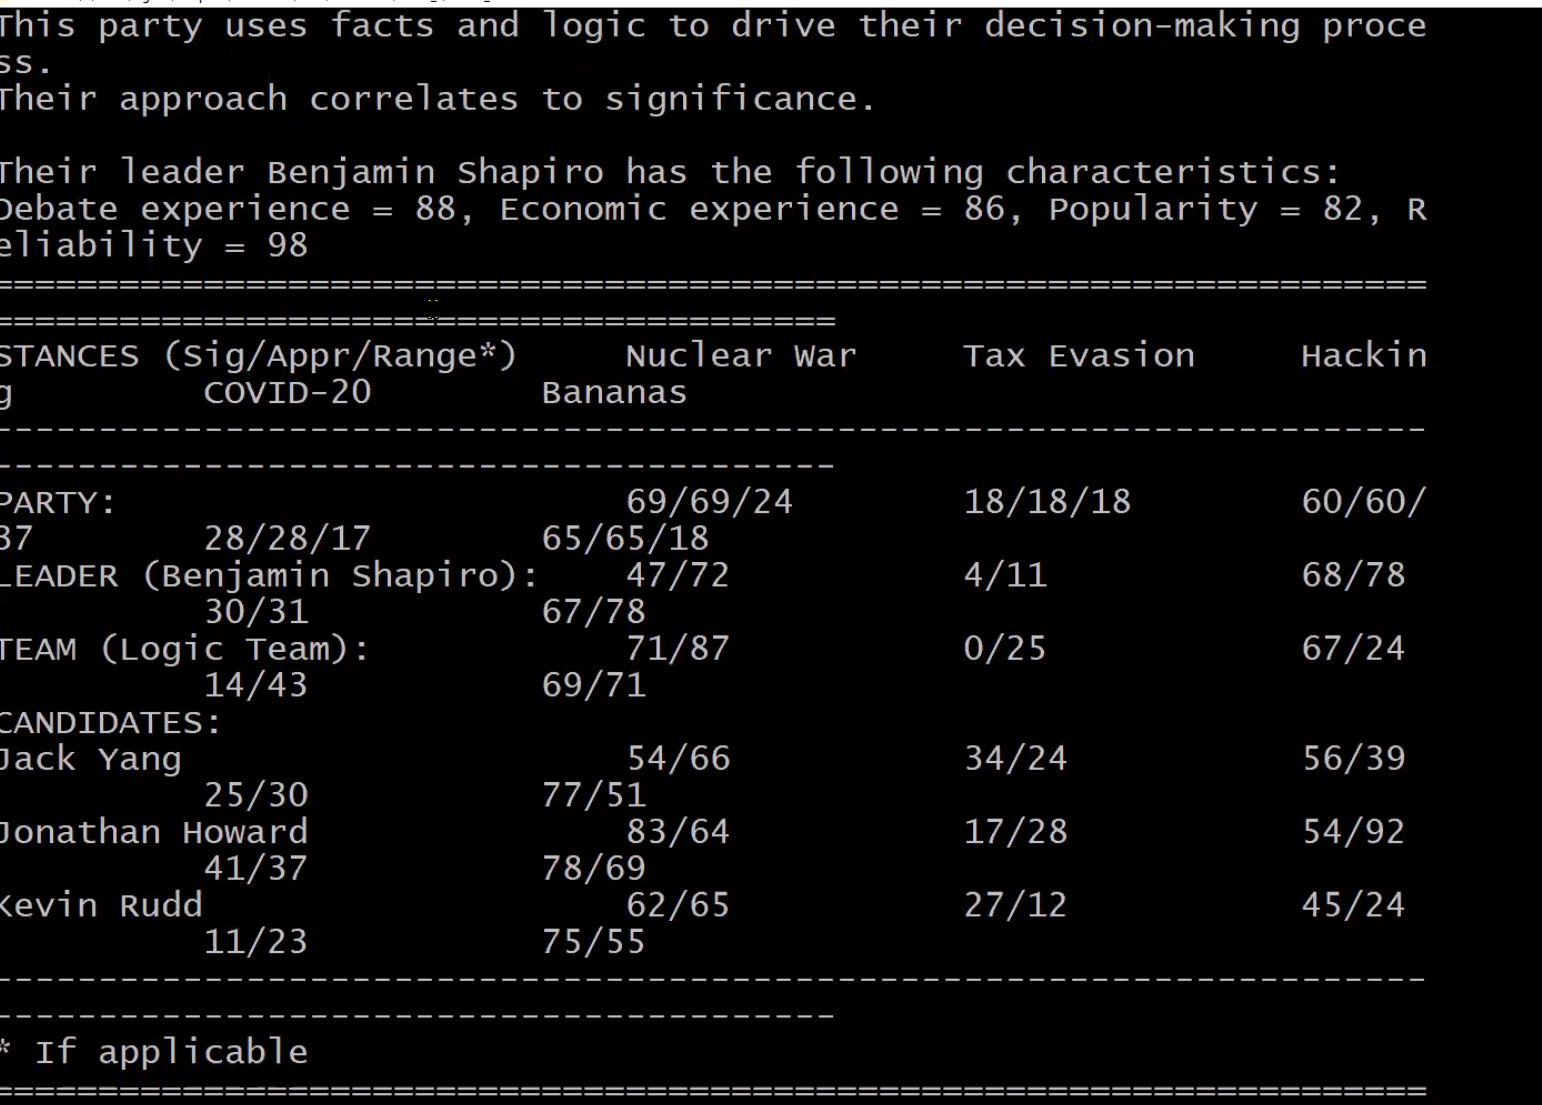 This party uses facts and logic to drive their decision-making proce
ss.
Their approach correlates to significance.
Their leader Benjamin Shapiro has the following characteristics:
Debate experience = 88, Economic experience = 86, Popularity = 82, R
eliability = 98
====================================================================
========================================
STANCES (Sig/Appr/Range*) Nuclear War Tax Evasion Hackin
g COVID-20 Bananas
--------------------------------------------------------------------
----------------------------------------
PARTY: 69/69/24 18/18/18 60/60/
37 28/28/17 65/65/18
LEADER (Benjamin Shapiro): 47/72 4/11 68/78
30/31 67/78
TEAM (Logic Team): 71/87 0/25 67/24
14/43 69/71
CANDIDATES:
Jack Yang 54/66 34/24 56/39
25/30 77/51
Jonathan Howard 83/64 17/28 54/92
41/37 78/69
Kevin Rudd 62/65 27/12 45/24
11/23 75/55
--------------------------------------------------------------------
----------------------------------------
* If applicable
====================================================================